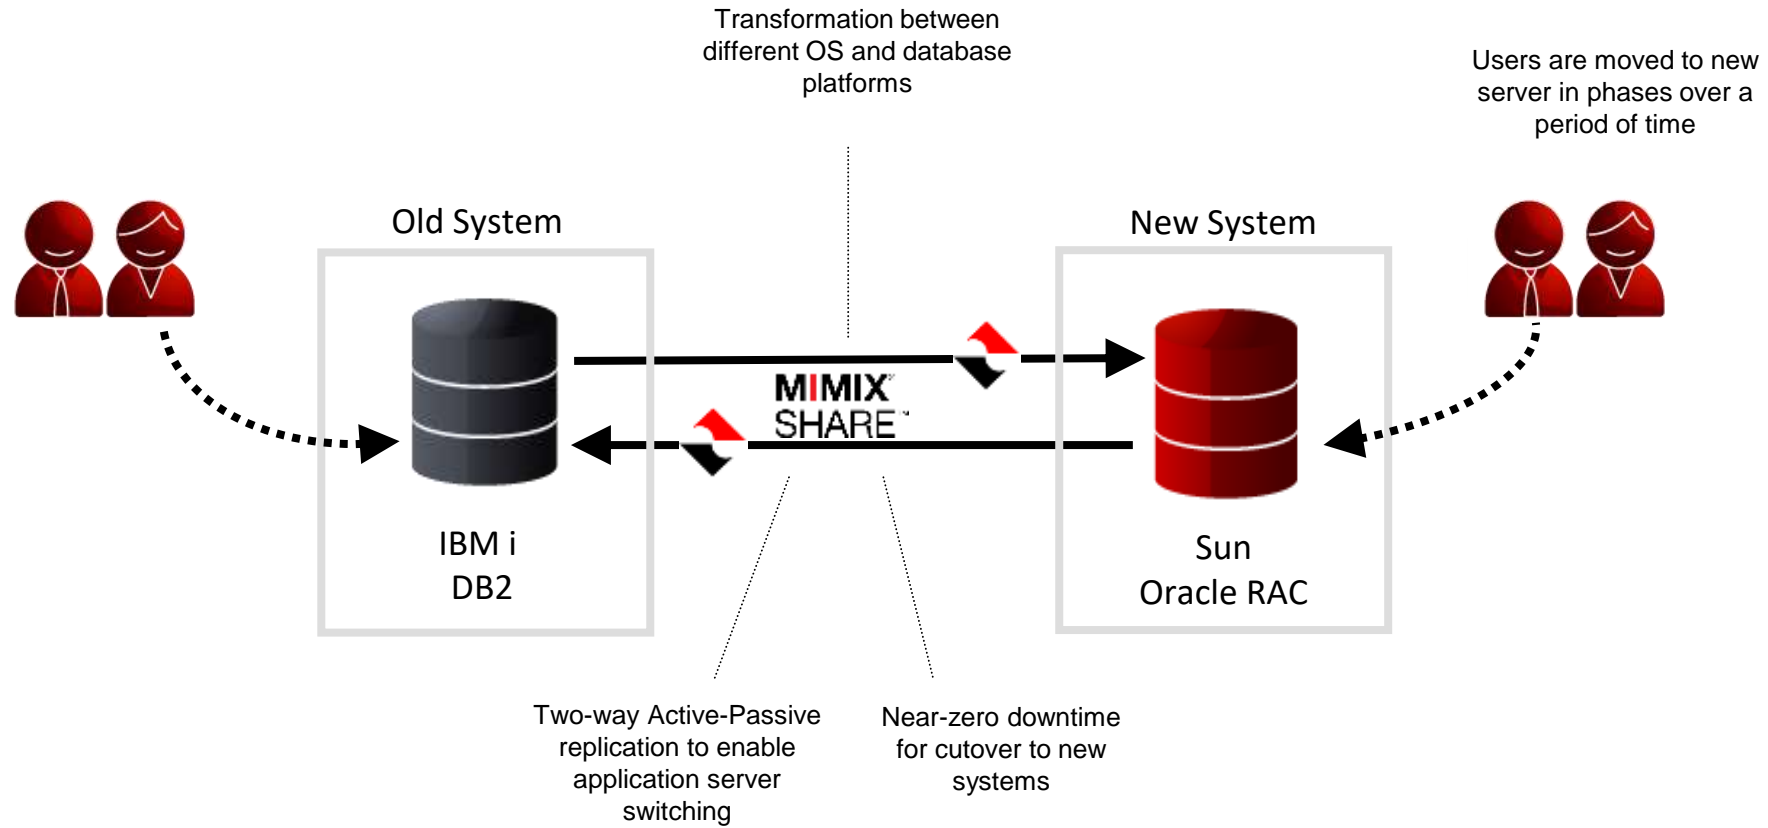 Transformation between
different OS and database
platforms
Users are moved to new
server in phases over a
period of time
Old System
New System
MIMIX
SHARE™
IBM i
DB2
Sun
Oracle RAC
Two-way Active-Passive
replication to enable
application server
switching
Near-zero downtime
for cutover to new
systems